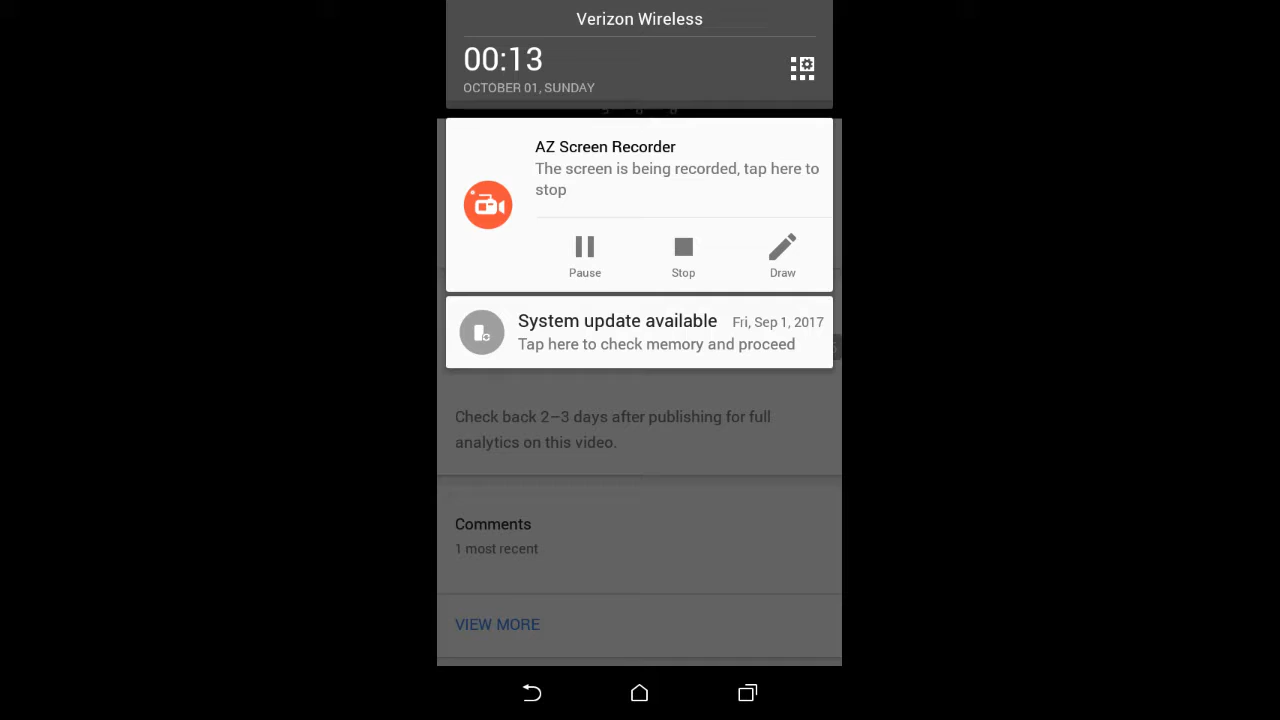 Verizon Wireless
00:13
OCTOBER 01, SUNDAY
AZ Screen Recorder
The screen is being recorded, tap here to
stop
Pause
Stop
Draw
System update available
Fri, Sep 1, 2017
Tap here to check memory and proceed
Check back 2–3 days after publishing for full
analytics on this video.
Comments
1 most recent
VIEW MORE